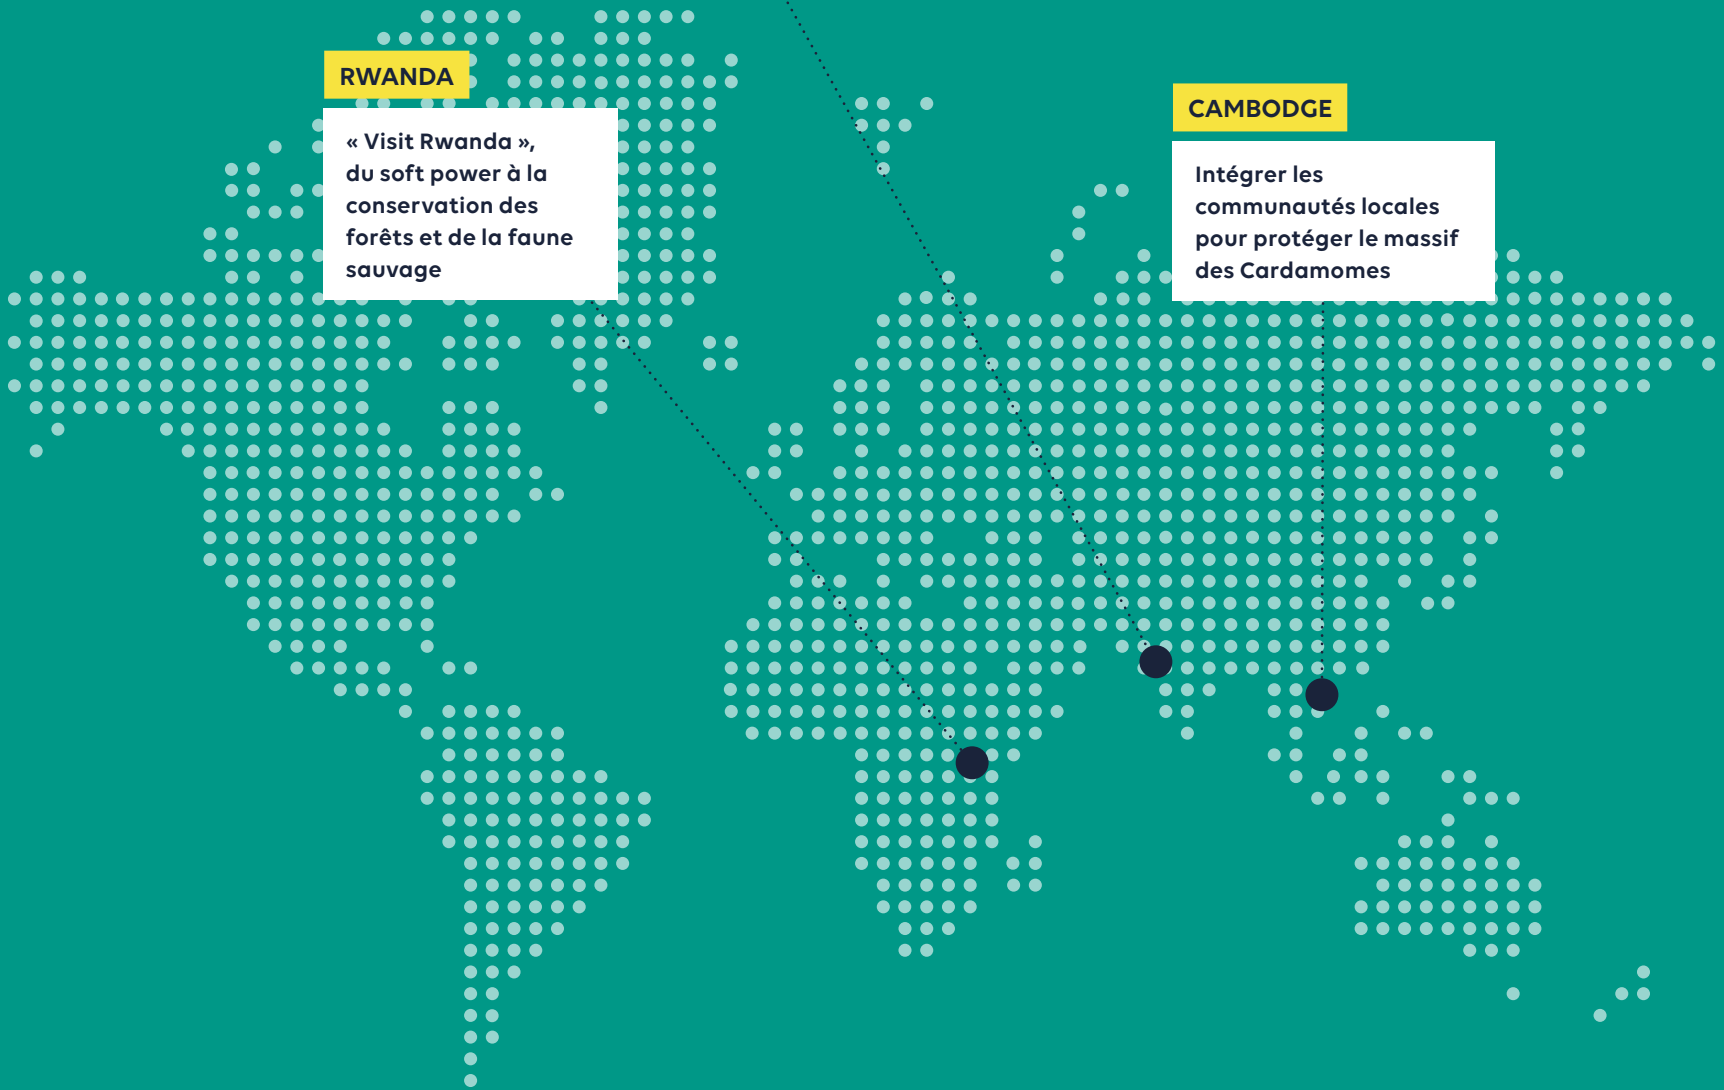 RWANDA
« Visit Rwanda »,
du soft power à la
conservation des
forêts et de la faune
sauvage
CAMBODGE
Intégrer les
communautés locales
pour protéger le massif
des Cardamomes